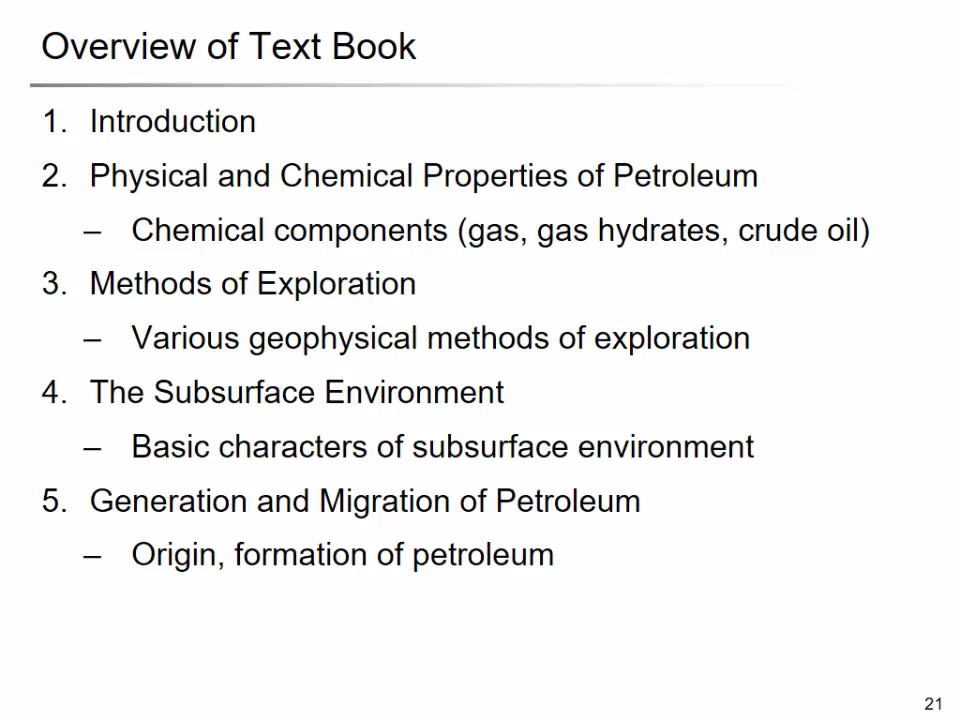 Overview of Text Book
1. Introduction
2. Physical and Chemical Properties of Petroleum
– Chemical components (gas, gas hydrates, crude oil)
3. Methods of Exploration
– Various geophysical methods of exploration
4. The Subsurface Environment
– Basic characters of subsurface environment
5. Generation and Migration of Petroleum
– Origin, formation of petroleum
21